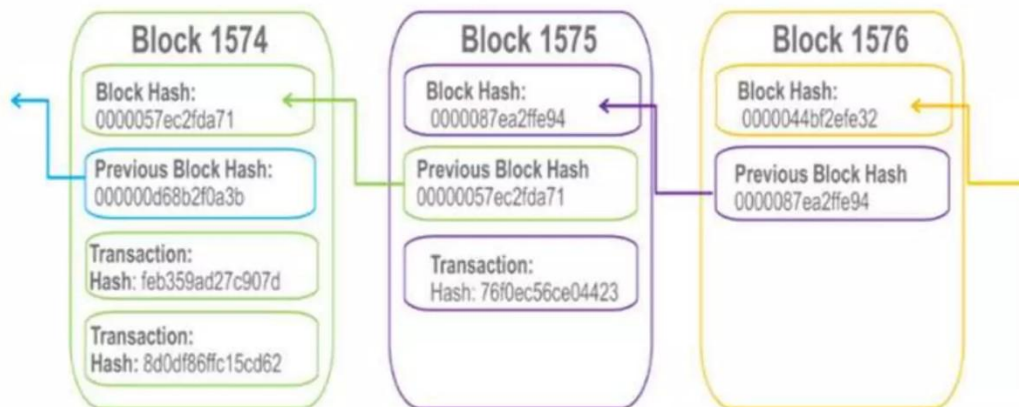 Block 1574
Block Hash:
0000057ec2fda71
Previous Block Hash:
000000d68b2f0a3b
Transaction:
Hash: feb359ad27c907d
Transaction:
Hash: 8d0df86ffc15cd62
Block 1575
Block Hash:
0000087ea2ffe94
Previous Block Hash
00000057ec2fda71
Transaction:
Hash: 76f0ec56ce04423
Block 1576
Block Hash:
0000044bf2efe32
Previous Block Hash
0000087ea2ffe94